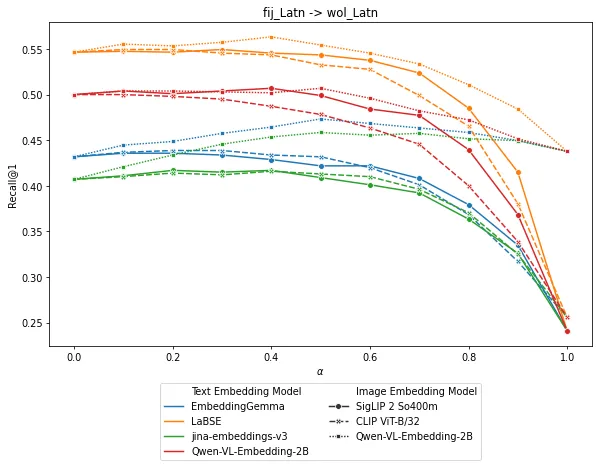 fij_Latn -> wol_Latn
Recall@1
0.55
0.50
0.45
0.40
0.35
0.30
0.25
0.0 0.2 0.4 0.6 0.8 1.0
α
Text Embedding Model
EmbeddingGemma
LaBSE
jina-embeddings-v3
Qwen-VL-Embedding-2B
Image Embedding Model
SigLIP 2 So400m
CLIP ViT-B/32
Qwen-VL-Embedding-2B